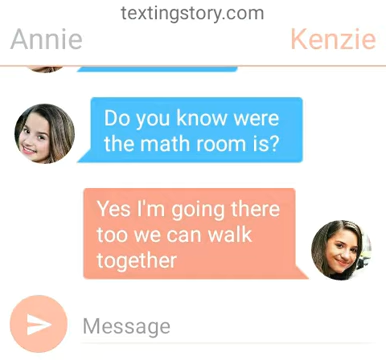 textingstory.com
Annie
Kenzie
Do you know were
the math room is?
Yes I'm going there
too we can walk
together
Message